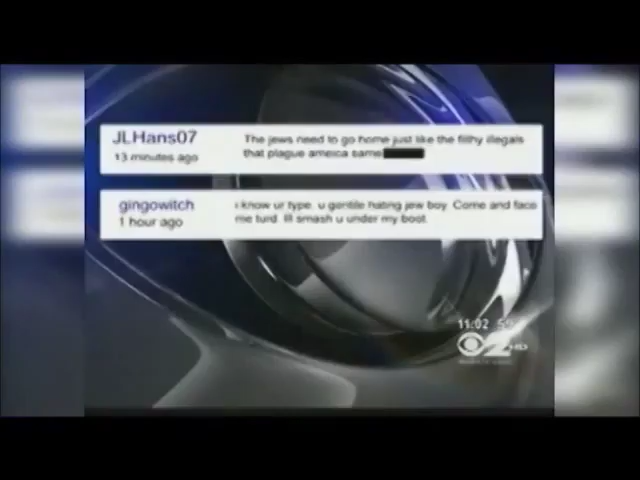 JLHans07
13 minutes ago
The jews need to go home just like the filthy illegals
that plague ameica same
gingowitch
1 hour ago
i know ur type. u gentile hating jew boy. Come and face
me turd. Ill smash u under my boot.
11:02
2 HD